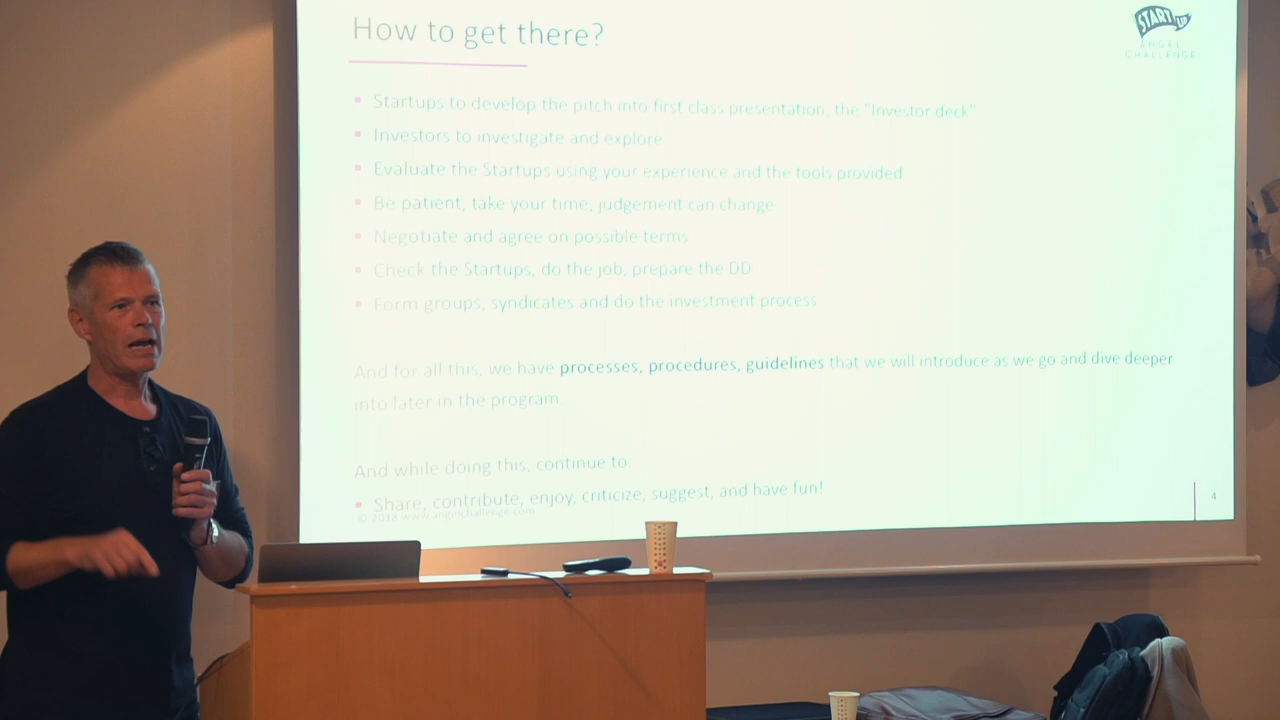 How to get there?
START UP
ANGEL
CHALLENGE
Startups to develop the pitch into first class presentation, the "Investor deck"
Investors to investigate and explore
Evaluate the Startups using your experience and the tools provided
Be patient, take your time, judgement can change
Negotiate and agree on possible terms
Check the Startups, do the job, prepare the DD
Form groups, syndicates and do the investment process
And for all this, we have processes, procedures, guidelines that we will introduce as we go and dive deeper
into later in the program.
And while doing this, continue to:
Share, contribute, enjoy, criticize, suggest, and have fun!
© 2018 www.angelchallenge.com
4